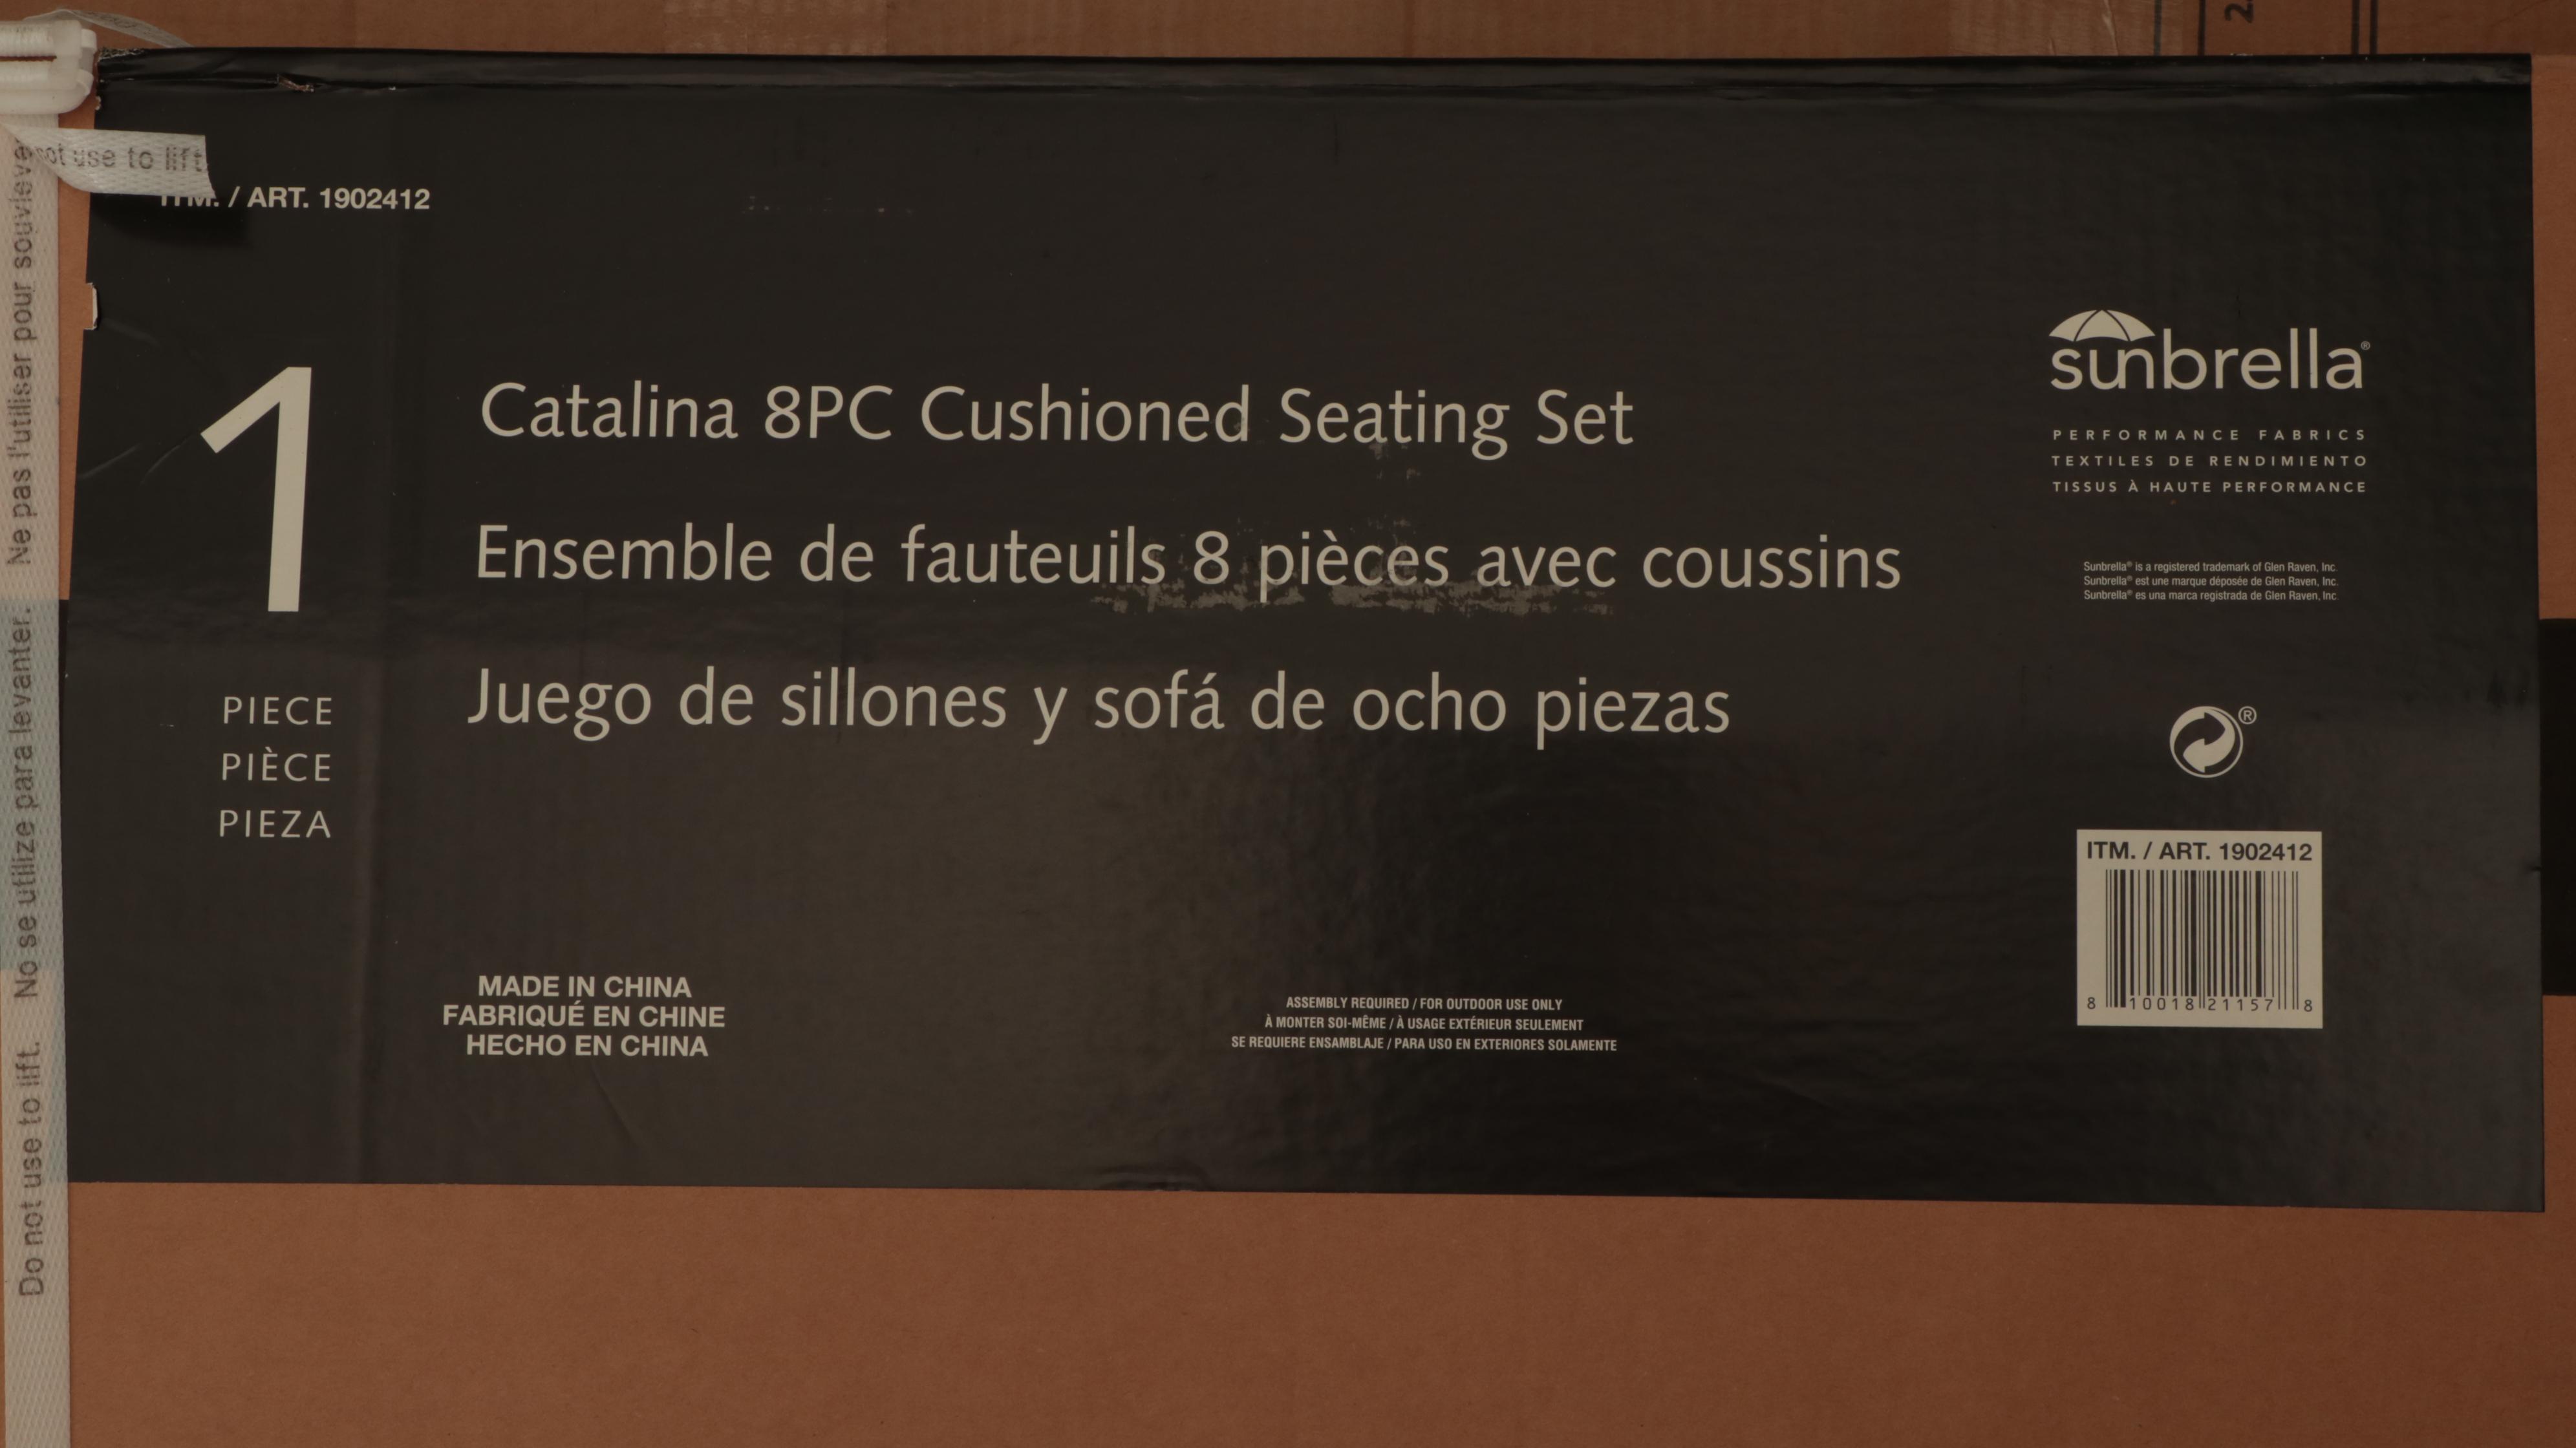 not use to lift.
ITM. / ART. 1902412
1
PIECE
PIÈCE
PIEZA
Catalina 8PC Cushioned Seating Set
Ensemble de fauteuils 8 pièces avec coussins
Juego de sillones y sofá de ocho piezas
MADE IN CHINA
FABRIQUÉ EN CHINE
HECHO EN CHINA
ASSEMBLY REQUIRED / FOR OUTDOOR USE ONLY
À MONTER SOI-MÊME / À USAGE EXTÉRIEUR SEULEMENT
SE REQUIERE ENSAMBLAJE / PARA USO EN EXTERIORES SOLAMENTE
sunbrella®
PERFORMANCE FABRICS
TEXTILES DE RENDIMIENTO
TISSUS À HAUTE PERFORMANCE
Sunbrella® is a registered trademark of Glen Raven, Inc.
Sunbrella® est une marque déposée de Glen Raven, Inc.
Sunbrella® es una marca registrada de Glen Raven, Inc.
®
ITM. / ART. 1902412
8 10018 21157 8
Do not use to lift. No se utilize para levanter. Ne pas l'utiliser pour souleve